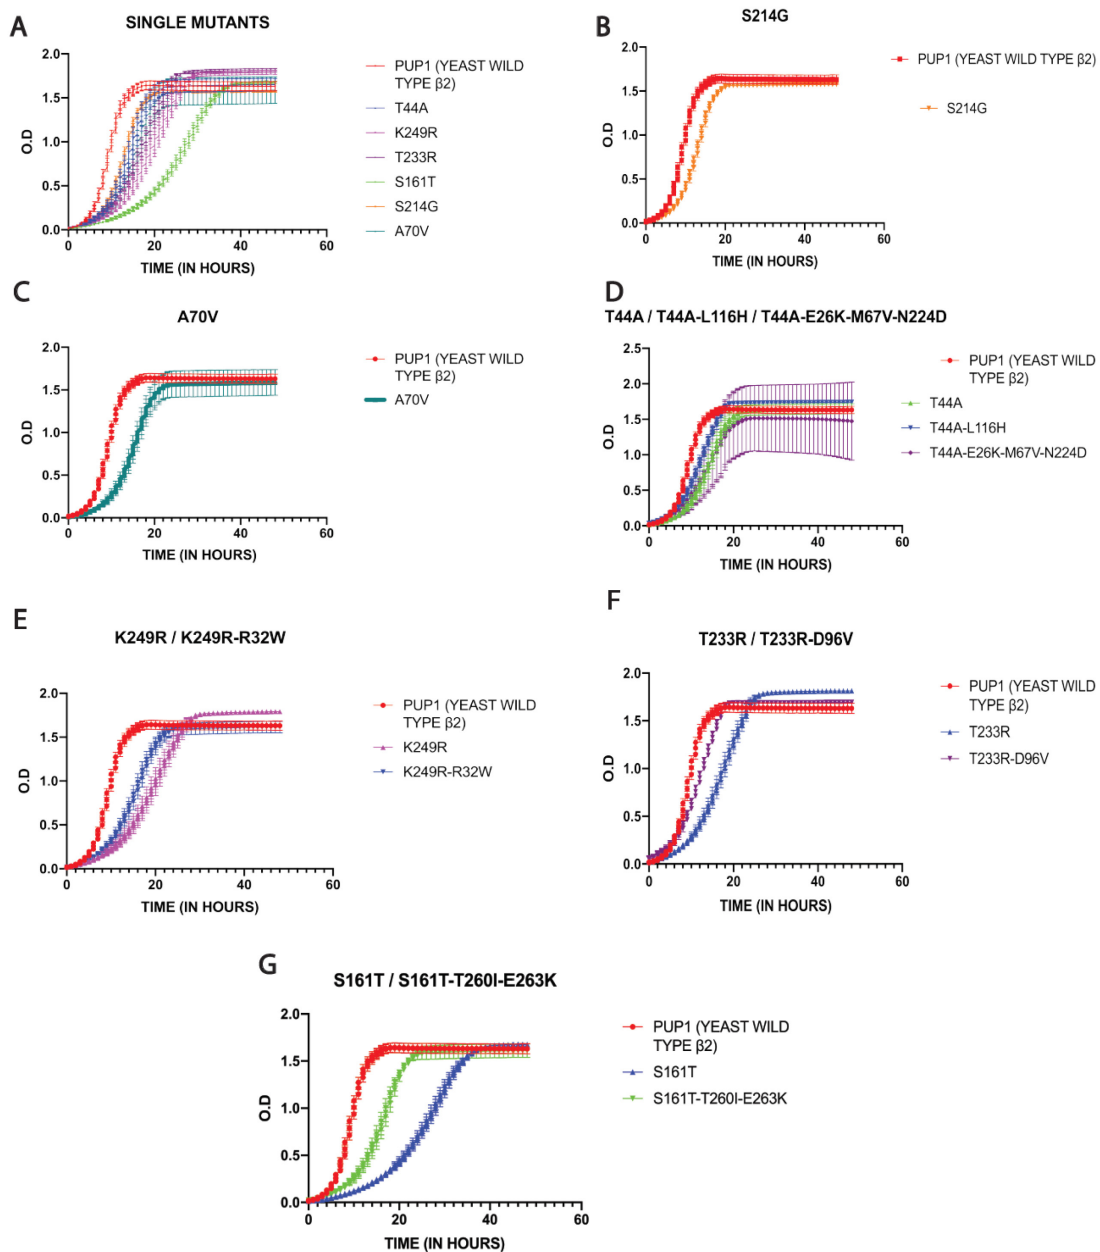 A
SINGLE MUTANTS
2.0
1.5
1.0
0.5
0.0
O.D
0
20
40
60
TIME (IN HOURS)
PUP1 (YEAST WILD
TYPE β2)
T44A
K249R
T233R
S161T
S214G
A70V
B
S214G
2.0
1.5
1.0
0.5
0.0
O.D
0
20
40
60
TIME (IN HOURS)
PUP1 (YEAST WILD TYPE β2)
S214G
C
A70V
2.0
1.5
1.0
0.5
0.0
O.D
0
20
40
60
TIME (IN HOURS)
PUP1 (YEAST WILD
TYPE β2)
A70V
D
T44A / T44A-L116H / T44A-E26K-M67V-N224D
2.5
2.0
1.5
1.0
0.5
0.0
O.D
0
20
40
60
TIME (IN HOURS)
PUP1 (YEAST WILD
TYPE β2)
T44A
T44A-L116H
T44A-E26K-M67V-N224D
E
K249R / K249R-R32W
2.0
1.5
1.0
0.5
0.0
O.D
0
20
40
60
TIME (IN HOURS)
PUP1 (YEAST WILD
TYPE β2)
K249R
K249R-R32W
F
T233R / T233R-D96V
2.0
1.5
1.0
0.5
0.0
O.D
0
20
40
60
TIME (IN HOURS)
PUP1 (YEAST WILD
TYPE β2)
T233R
T233R-D96V
G
S161T / S161T-T260I-E263K
2.0
1.5
1.0
0.5
0.0
O.D
0
20
40
60
TIME (IN HOURS)
PUP1 (YEAST WILD
TYPE β2)
S161T
S161T-T260I-E263K